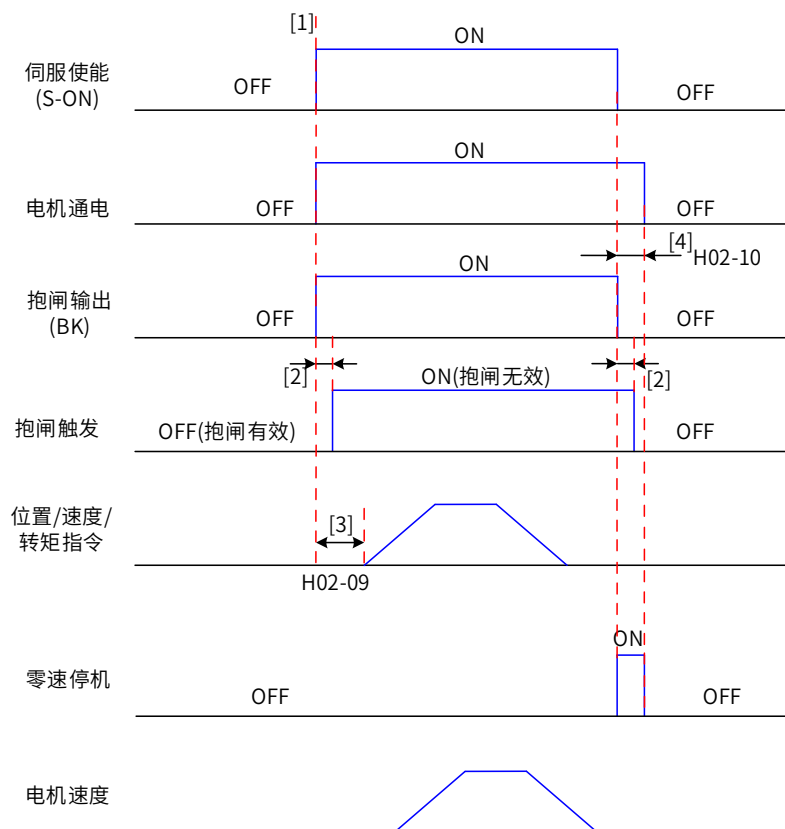 [1]
ON
伺服使能
(S-ON)
OFF
OFF
ON
电机通电
OFF
OFF
[4]
H02-10
ON
抱闸输出
(BK)
OFF
OFF
[2]
ON(抱闸无效)
[2]
抱闸触发
OFF(抱闸有效)
OFF
位置/速度/
转矩指令
[3]
H02-09
ON
零速停机
OFF
OFF
电机速度